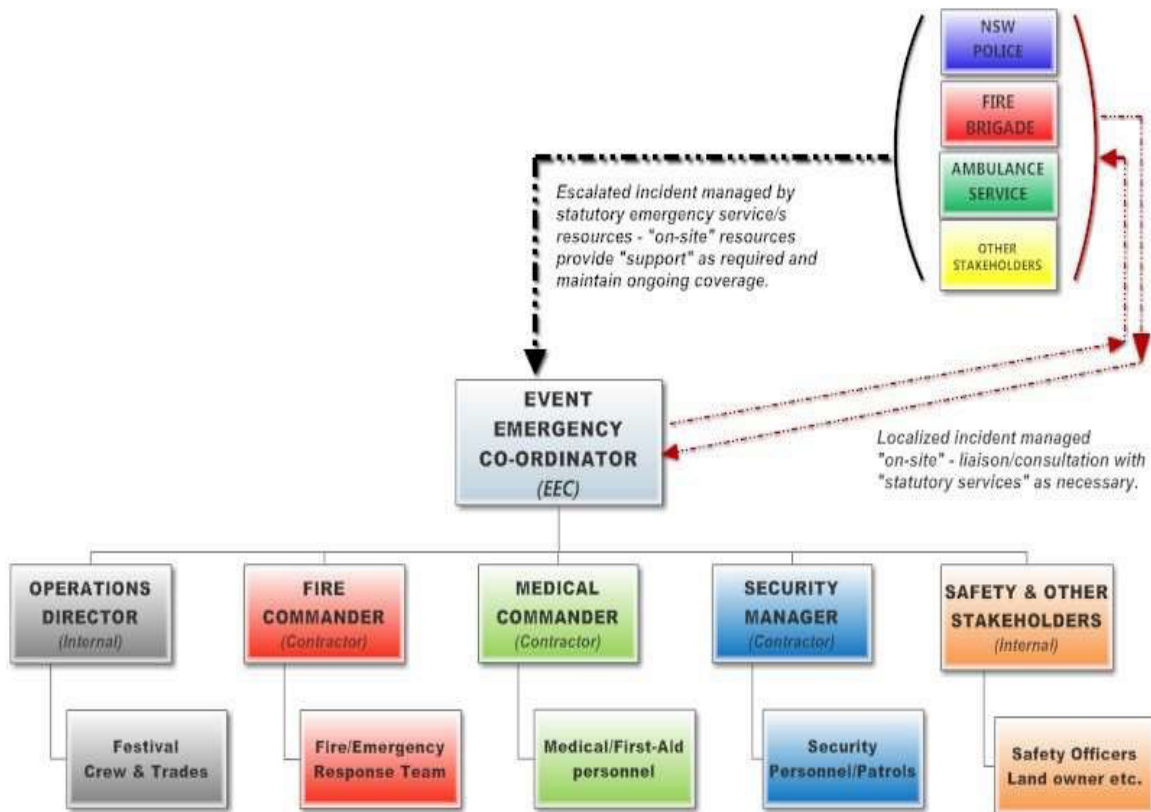 NSW
POLICE
FIRE
BRIGADE
AMBULANCE
SERVICE
OTHER
STAKEHOLDERS
Escalated incident managed by
statutory emergency service/s
resources - "on-site" resources
provide "support" as required and
maintain ongoing coverage.
EVENT
EMERGENCY
CO-ORDINATOR
(EEC)
Localized incident managed
"on-site" - liaison/consultation with
"statutory services" as necessary.
OPERATIONS
DIRECTOR
(Internal)
FIRE
COMMANDER
(Contractor)
MEDICAL
COMMANDER
(Contractor)
SECURITY
MANAGER
(Contractor)
SAFETY & OTHER
STAKEHOLDERS
(Internal)
Festival
Crew & Trades
Fire/Emergency
Response Team
Medical/First-Aid
personnel
Security
Personnel/Patrols
Safety Officers
Land owner etc.